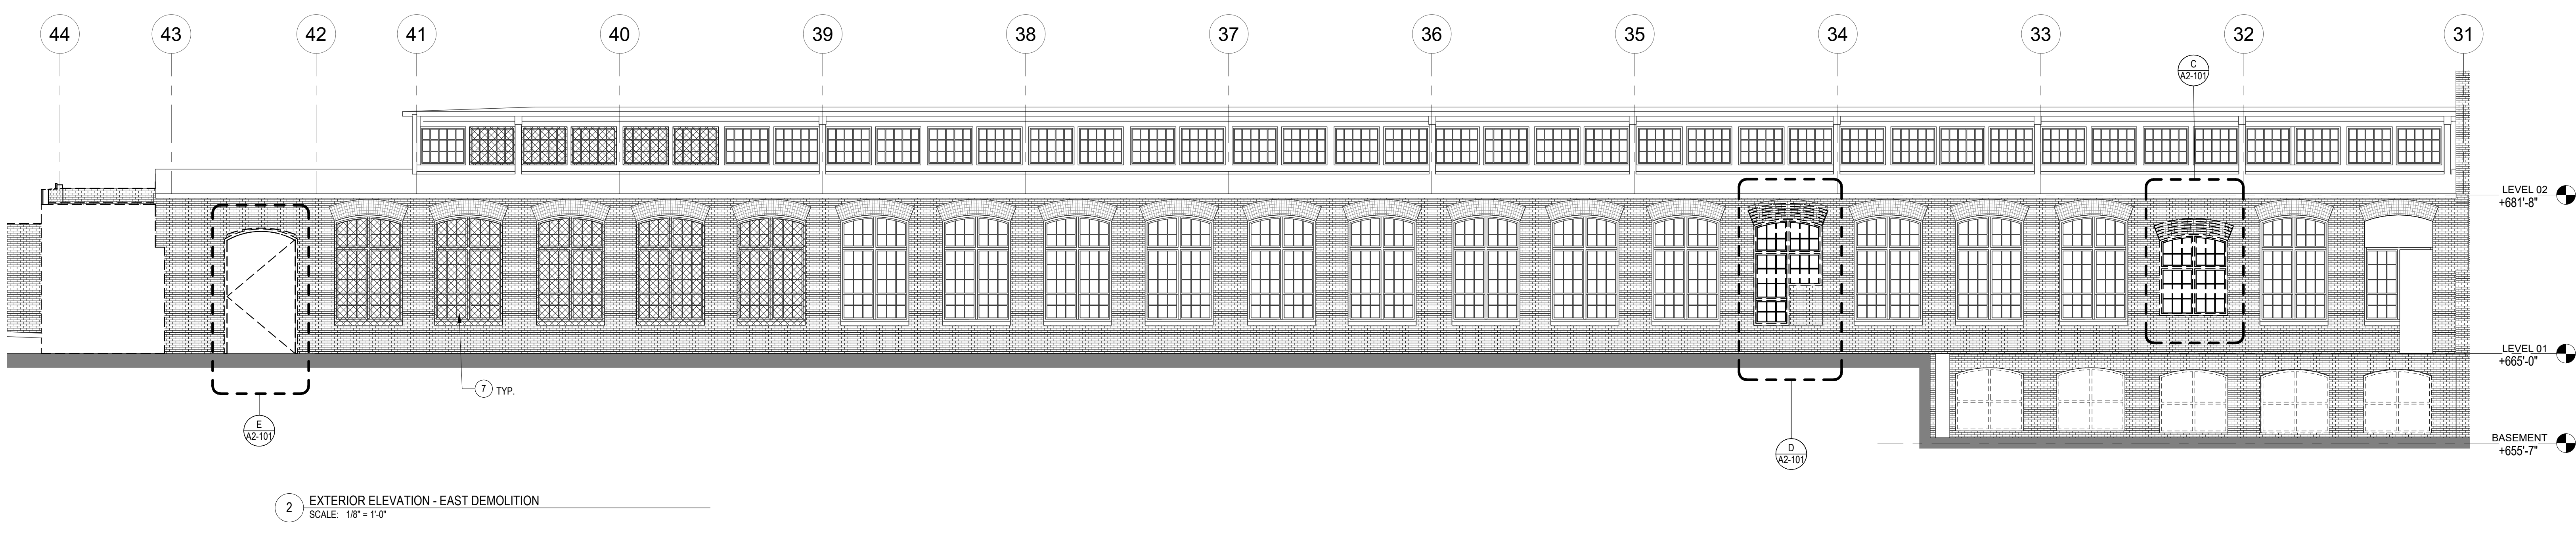 44 43 42 41 40 39 38 37 36 35 34 33 32 31
C
A2-101
LEVEL 02
+681'-8"
LEVEL 01
+665'-0"
7 TYP.
E
A2-101
D
A2-101
BASEMENT
+655'-7"
2 EXTERIOR ELEVATION - EAST DEMOLITION
SCALE: 1/8" = 1'-0"